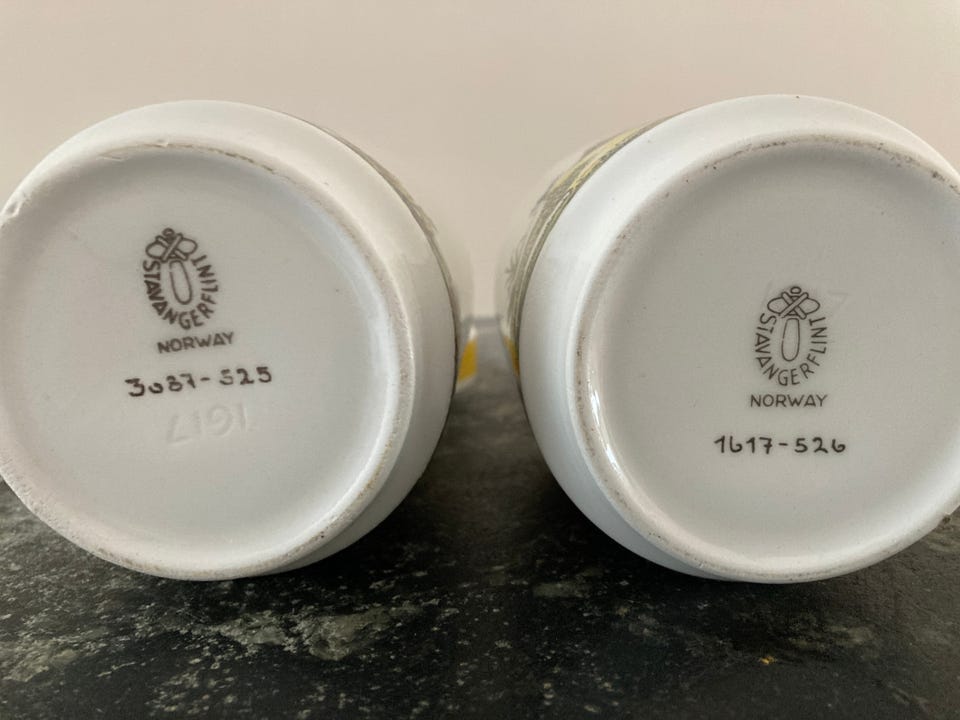 STAVANGERFLINT
NORWAY
3037-525
1617
STAVANGERFLINT
NORWAY
1617-526